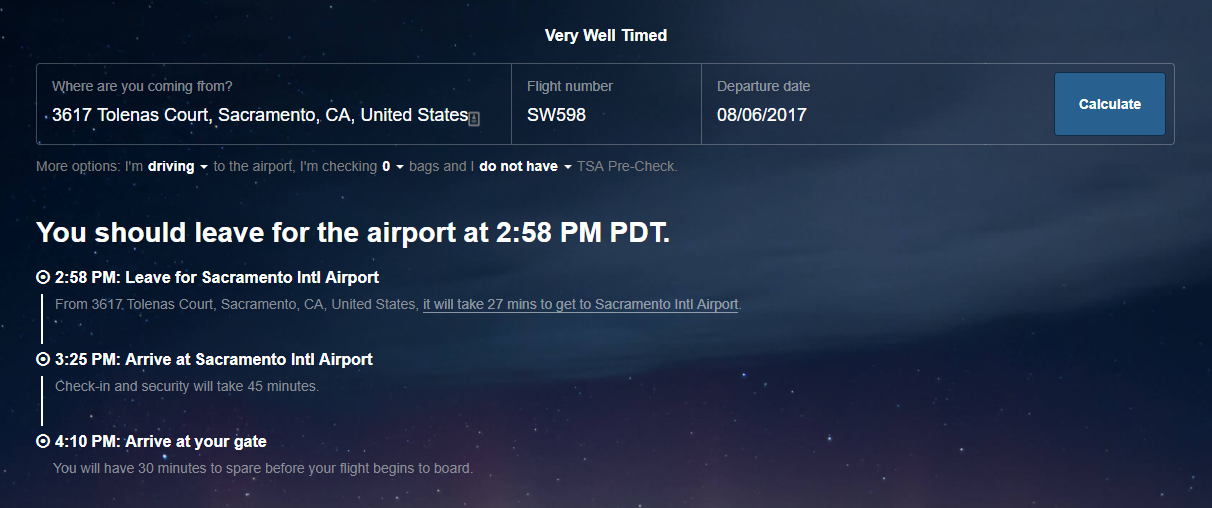 Very Well Timed
Where are you coming from? Flight number Departure date
3617 Tolenas Court, Sacramento, CA, United States SW598 08/06/2017 Calculate
More options: I'm driving to the airport, I'm checking 0 bags and I do not have TSA Pre-Check.
You should leave for the airport at 2:58 PM PDT.
2:58 PM: Leave for Sacramento Intl Airport
From 3617 Tolenas Court, Sacramento, CA, United States, it will take 27 mins to get to Sacramento Intl Airport.
3:25 PM: Arrive at Sacramento Intl Airport
Check-in and security will take 45 minutes.
4:10 PM: Arrive at your gate
You will have 30 minutes to spare before your flight begins to board.